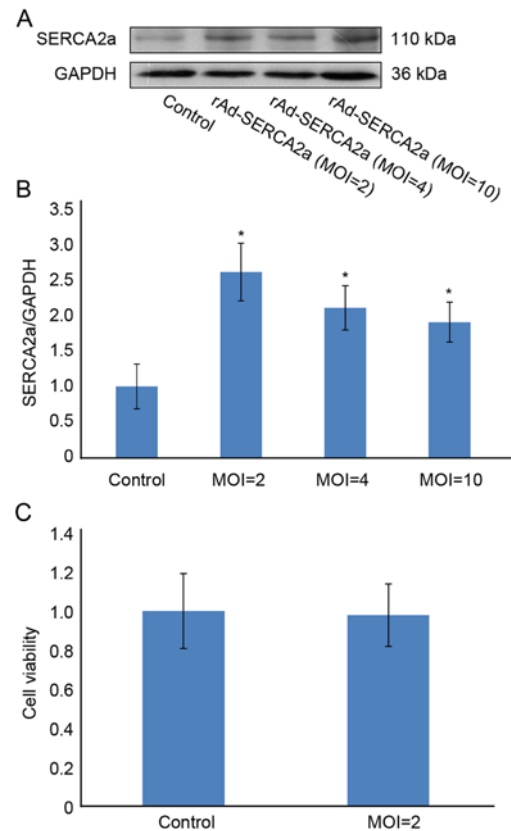 A
SERCA2a
110 kDa
GAPDH
36 kDa
Control
rAd-SERCA2a (MOI=2)
rAd-SERCA2a (MOI=4)
rAd-SERCA2a (MOI=10)
B
SERCA2a/GAPDH
3.5
3.0
2.5
2.0
1.5
1.0
0.5
0
*
*
*
Control
MOI=2
MOI=4
MOI=10
C
Cell viability
1.4
1.2
1.0
0.8
0.6
0.4
0.2
0
Control
MOI=2